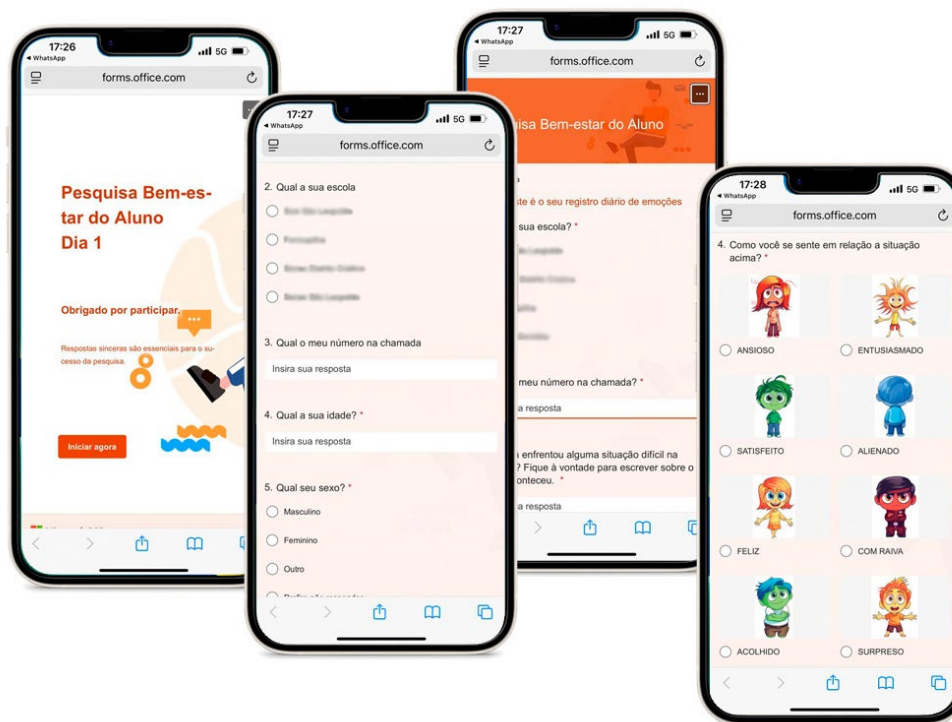 17:26
5G
◄ WhatsApp
forms.office.com
Pesquisa Bem-es-
tar do Aluno
Dia 1
Obrigado por participar.
Respostas sinceras são essenciais para o su-
cesso da pesquisa.
Iniciar agora
17:27
5G
◄ WhatsApp
forms.office.com
2. Qual a sua escola
3. Qual o meu número na chamada
Insira sua resposta
4. Qual a sua idade? *
Insira sua resposta
5. Qual seu sexo? *
Masculino
Feminino
Outro
17:27
5G
◄ WhatsApp
forms.office.com
isa Bem-estar do Aluno
te é o seu registro diário de emoções
sua escola? *
meu número na chamada? *
a resposta
enfrentou alguma situação difícil na
? Fique à vontade para escrever sobre o
onteceu. *
a resposta
17:28
5G
◄ WhatsApp
forms.office.com
4. Como você se sente em relação a situação
acima? *
ANSIOSO
ENTUSIASMADO
SATISFEITO
ALIENADO
FELIZ
COM RAIVA
ACOLHIDO
SURPRESO